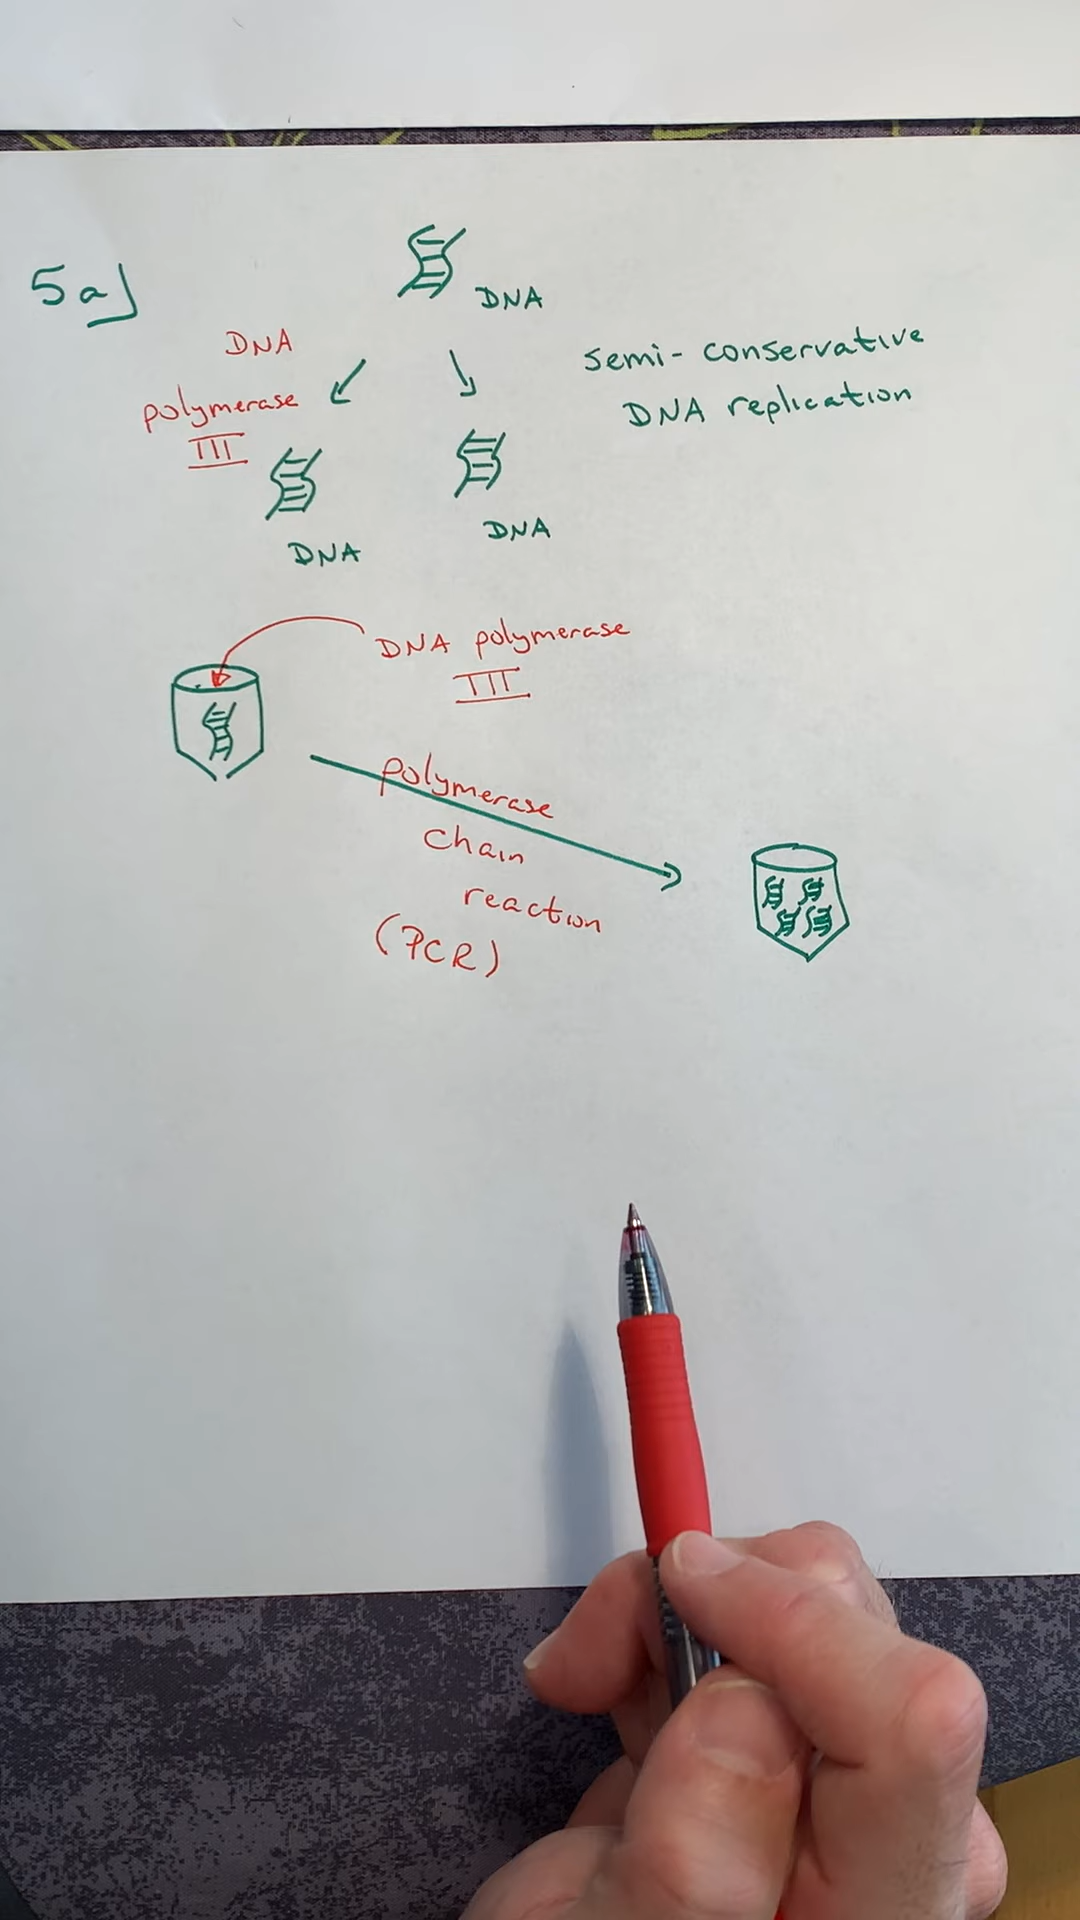 5a)
DNA
DNA
polymerase
III
semi-conservative
DNA replication
DNA
DNA
DNA polymerase
III
polymerase
chain
reaction
(PCR)